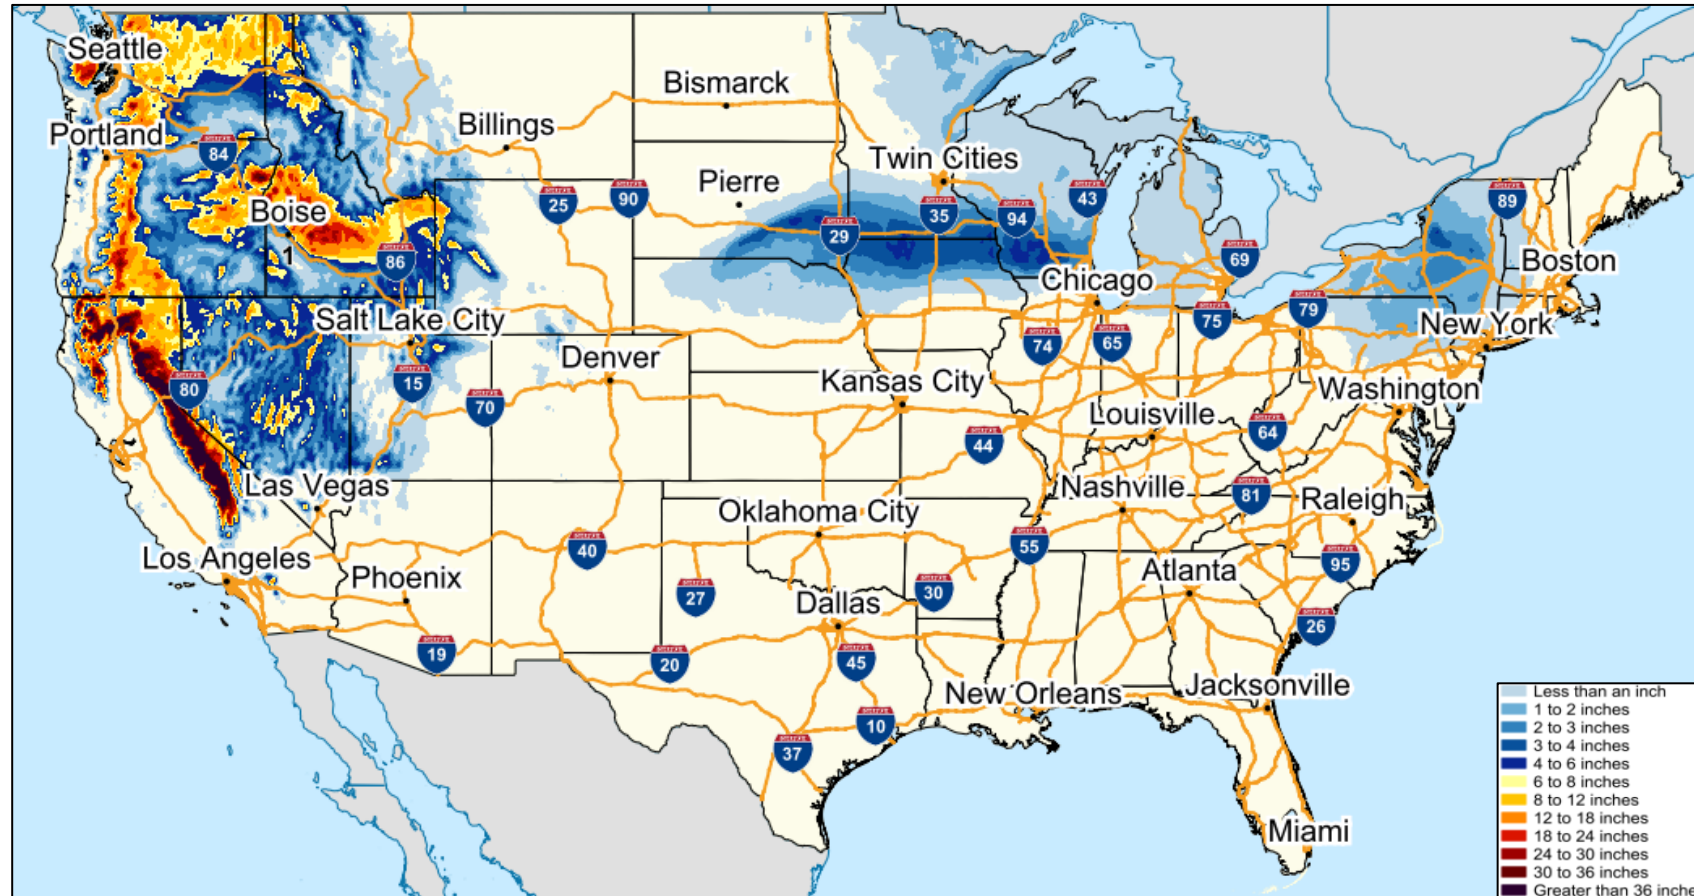 Seattle
Bismarck
Portland
Billings
84
Twin Cities
Pierre
25
90
35
94
43
89
Boise
1
29
86
69
Boston
Chicago
Salt Lake City
79
75
New York
74
65
Denver
80
15
70
Kansas City
Washington
Louisville
64
44
Las Vegas
Nashville
81
Raleigh
Oklahoma City
40
55
Los Angeles
Phoenix
Atlanta
95
27
30
Dallas
26
19
20
45
New Orleans
Jacksonville
10
37
Miami
Less than an inch
1 to 2 inches
2 to 3 inches
3 to 4 inches
4 to 6 inches
6 to 8 inches
8 to 12 inches
12 to 18 inches
18 to 24 inches
24 to 30 inches
30 to 36 inches
Greater than 36 inche